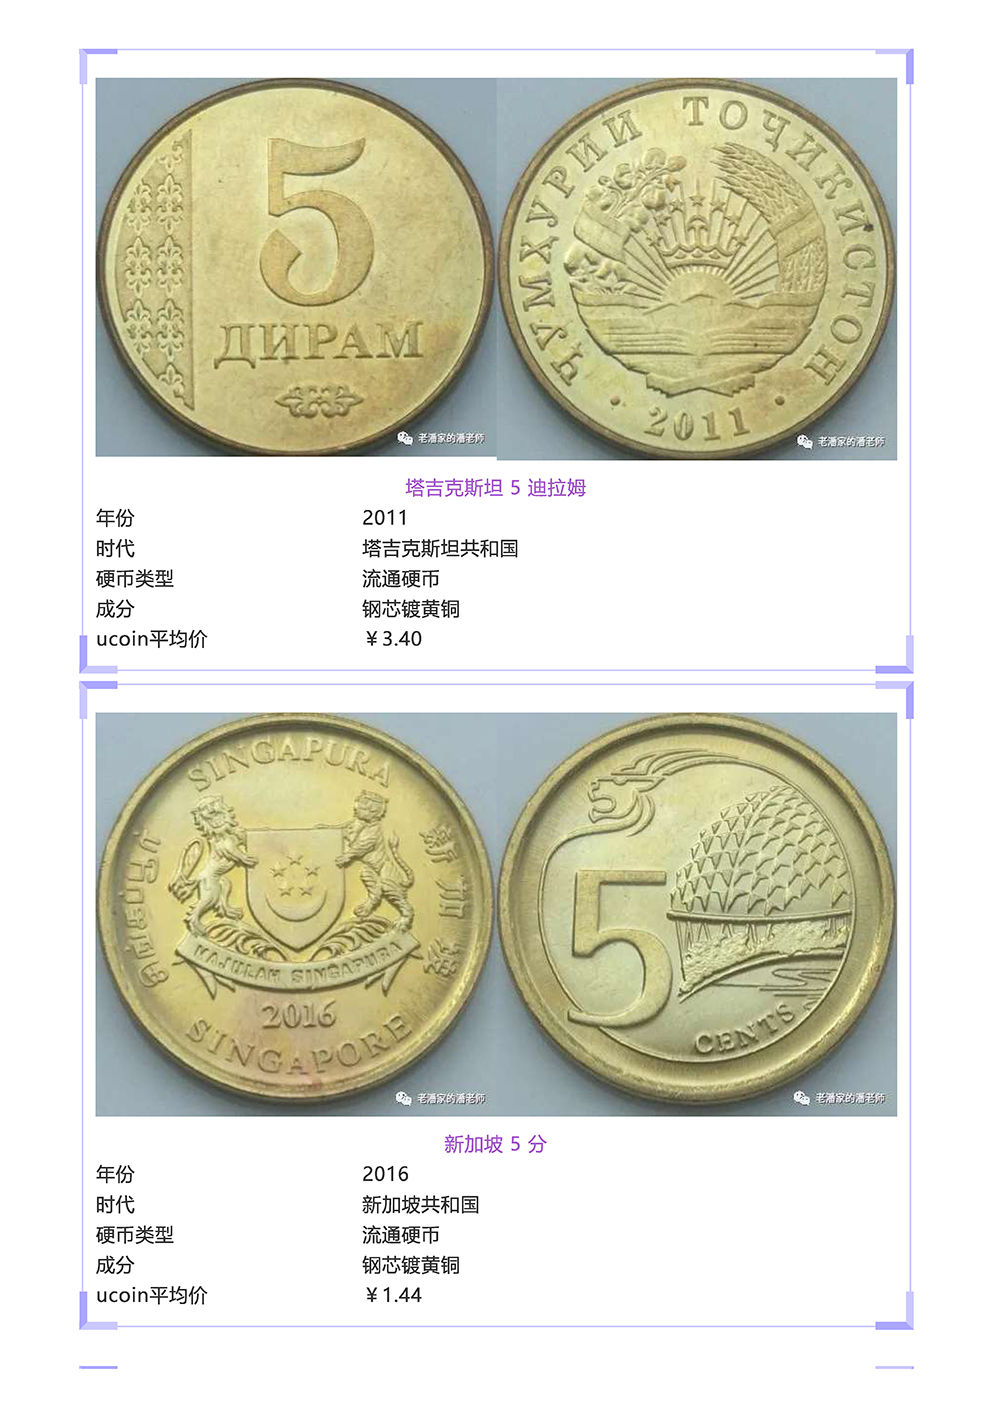 5
ДИРАМ
ҶУМҲУРИИ ТОҶИКИСТОН
· 2011 ·
老潘家的潘老师
老潘家的潘老师
塔吉克斯坦 5 迪拉姆
年份 2011
时代 塔吉克斯坦共和国
硬币类型 流通硬币
成分 钢芯镀黄铜
ucoin平均价 ¥3.40
SINGAPURA
சிங்கப்பூர்
新加坡
MAJULAH SINGAPURA
2016
SINGAPORE
5
CENTS
老潘家的潘老师
老潘家的潘老师
新加坡 5 分
年份 2016
时代 新加坡共和国
硬币类型 流通硬币
成分 钢芯镀黄铜
ucoin平均价 ¥1.44